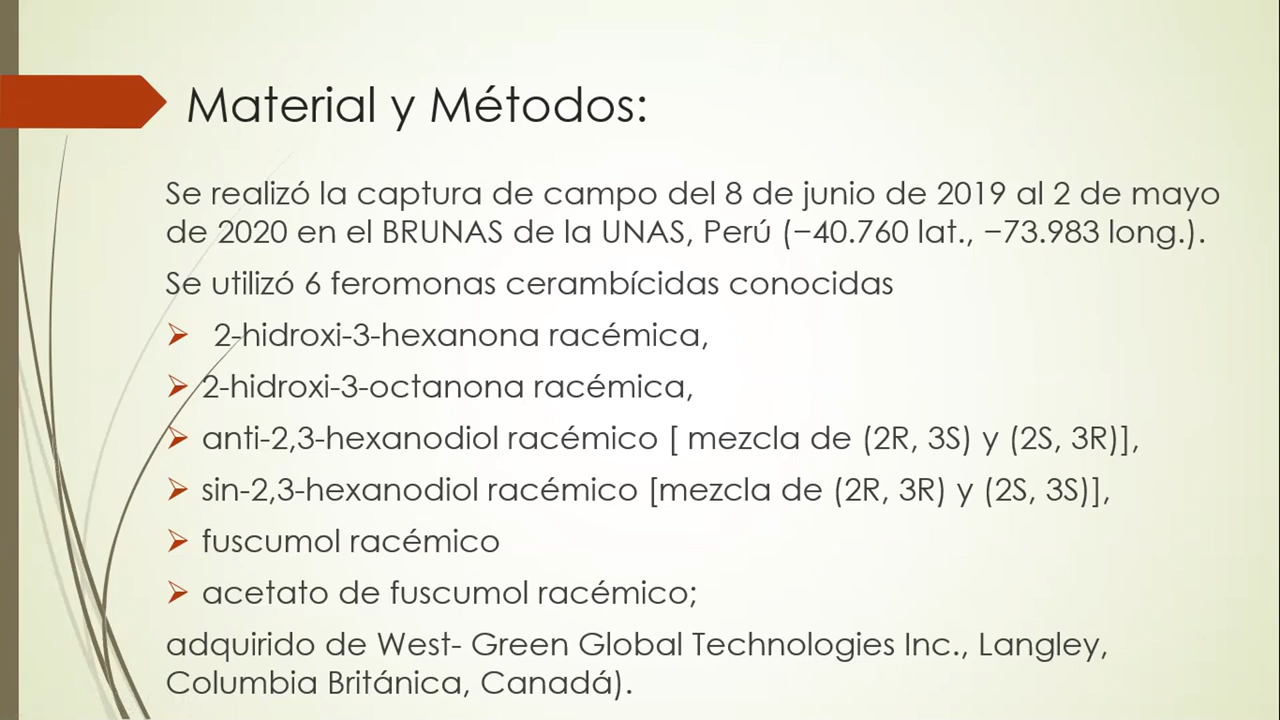 Material y Métodos:
Se realizó la captura de campo del 8 de junio de 2019 al 2 de mayo
de 2020 en el BRUNAS de la UNAS, Perú (−40.760 lat., −73.983 long.).
Se utilizó 6 feromonas cerambícidas conocidas
2-hidroxi-3-hexanona racémica,
2-hidroxi-3-octanona racémica,
anti-2,3-hexanodiol racémico [ mezcla de (2R, 3S) y (2S, 3R)],
sin-2,3-hexanodiol racémico [mezcla de (2R, 3R) y (2S, 3S)],
fuscumol racémico
acetato de fuscumol racémico;
adquirido de West- Green Global Technologies Inc., Langley,
Columbia Británica, Canadá).